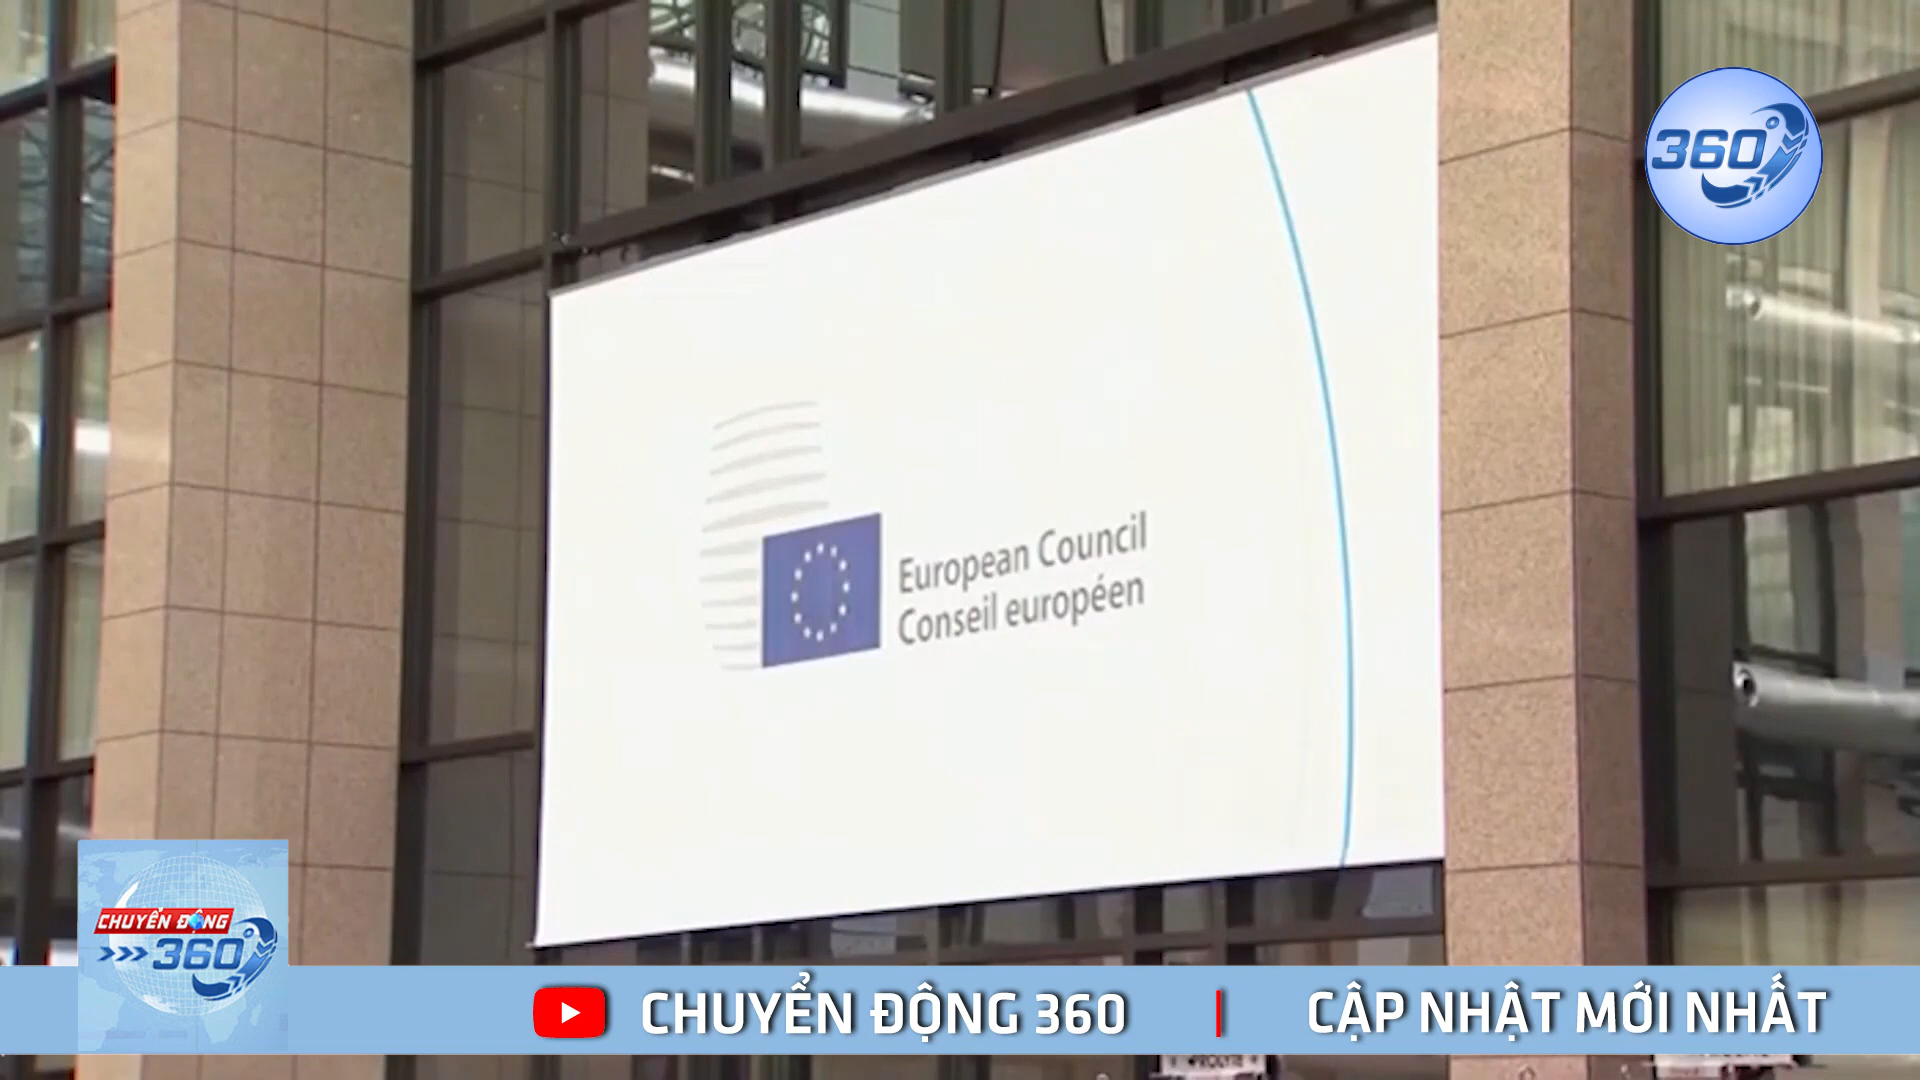 360
European Council
Conseil européen
CHUYỂN ĐỘNG
360
CHUYỂN ĐỘNG 360
CẬP NHẬT MỚI NHẤT